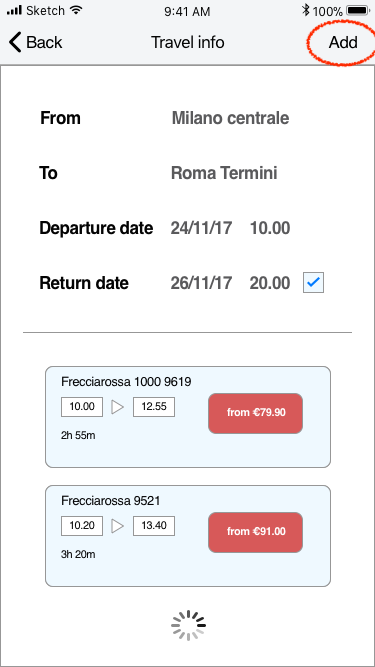 Sketch 9:41 AM 100%
Back Travel info Add
From Milano centrale
To Roma Termini
Departure date 24/11/17 10.00
Return date 26/11/17 20.00
Frecciarossa 1000 9619
10.00 12.55 from €79.90
2h 55m
Frecciarossa 9521
10.20 13.40 from €91.00
3h 20m